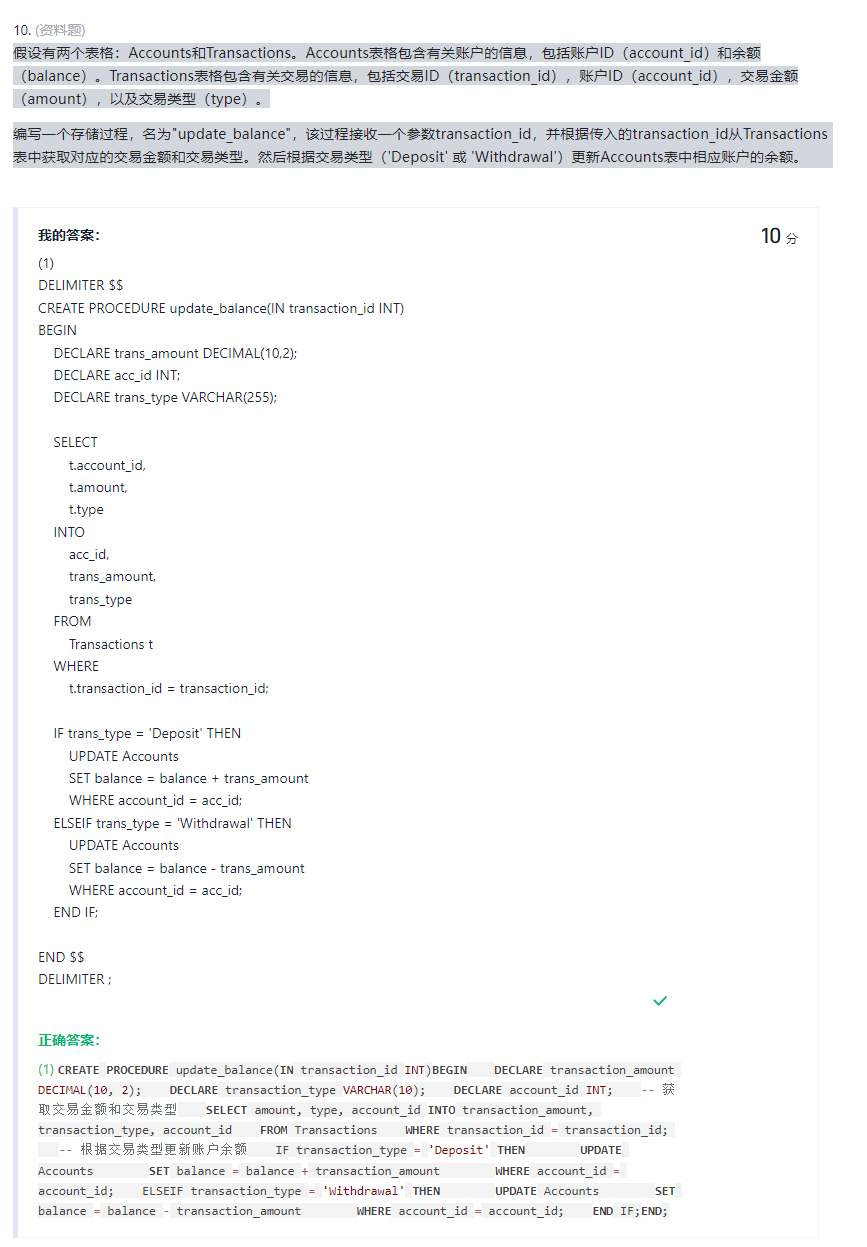 10. (资料题)
假设有两个表格：Accounts和Transactions。Accounts表格包含有关账户的信息，包括账户ID（account_id）和余额
（balance）。Transactions表格包含有关交易的信息，包括交易ID（transaction_id），账户ID（account_id），交易金额
（amount），以及交易类型（type）。
编写一个存储过程，名为"update_balance"，该过程接收一个参数transaction_id，并根据传入的transaction_id从Transactions
表中获取对应的交易金额和交易类型。然后根据交易类型（'Deposit' 或 'Withdrawal'）更新Accounts表中相应账户的余额。
我的答案：
10 分
(1)
DELIMITER $$
CREATE PROCEDURE update_balance(IN transaction_id INT)
BEGIN
DECLARE trans_amount DECIMAL(10,2);
DECLARE acc_id INT;
DECLARE trans_type VARCHAR(255);
SELECT
t.account_id,
t.amount,
t.type
INTO
acc_id,
trans_amount,
trans_type
FROM
Transactions t
WHERE
t.transaction_id = transaction_id;
IF trans_type = 'Deposit' THEN
UPDATE Accounts
SET balance = balance + trans_amount
WHERE account_id = acc_id;
ELSEIF trans_type = 'Withdrawal' THEN
UPDATE Accounts
SET balance = balance - trans_amount
WHERE account_id = acc_id;
END IF;
END $$
DELIMITER ;
正确答案：
(1) CREATE PROCEDURE update_balance(IN transaction_id INT)BEGIN    DECLARE transaction_amount
DECIMAL(10, 2);    DECLARE transaction_type VARCHAR(10);    DECLARE account_id INT;    -- 获
取交易金额和交易类型    SELECT amount, type, account_id INTO transaction_amount,
transaction_type, account_id    FROM Transactions    WHERE transaction_id = transaction_id;
-- 根据交易类型更新账户余额    IF transaction_type = 'Deposit' THEN        UPDATE
Accounts        SET balance = balance + transaction_amount        WHERE account_id =
account_id;    ELSEIF transaction_type = 'Withdrawal' THEN        UPDATE Accounts        SET
balance = balance - transaction_amount        WHERE account_id = account_id;    END IF;END;